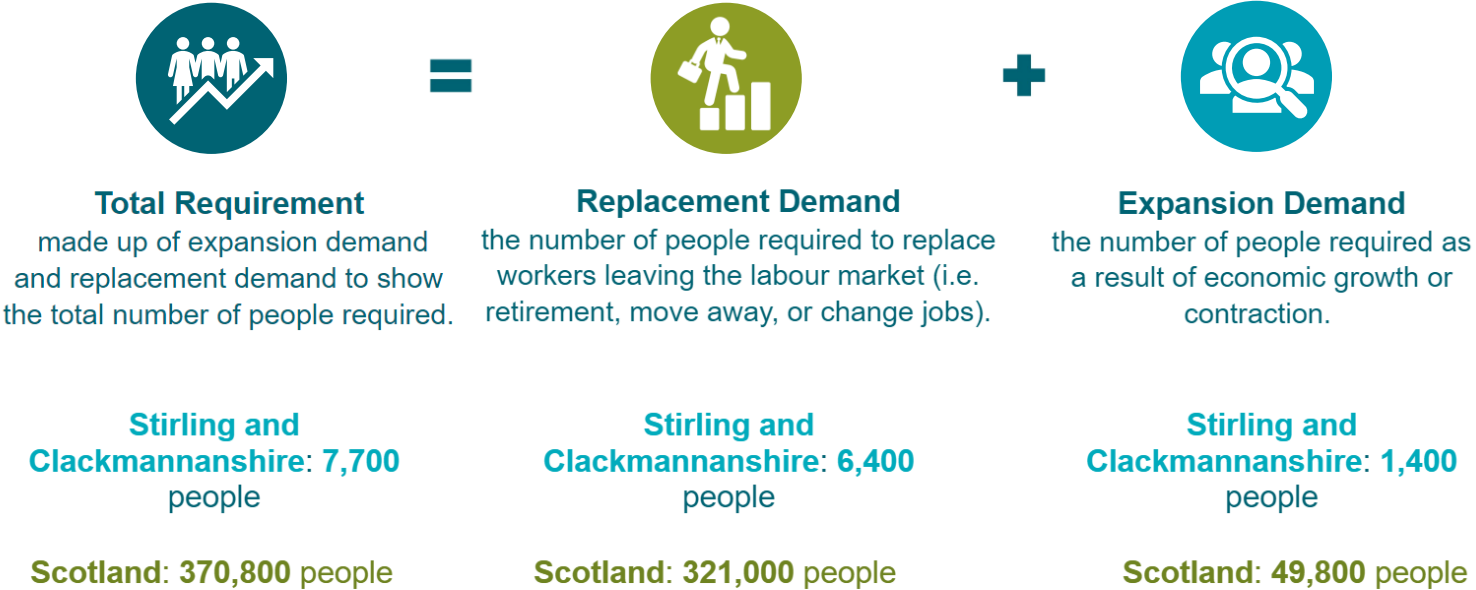 =
+
Total Requirement
made up of expansion demand
and replacement demand to show
the total number of people required.
Replacement Demand
the number of people required to replace
workers leaving the labour market (i.e.
retirement, move away, or change jobs).
Expansion Demand
the number of people required as
a result of economic growth or
contraction.
Stirling and
Clackmannanshire: 7,700
people
Stirling and
Clackmannanshire: 6,400
people
Stirling and
Clackmannanshire: 1,400
people
Scotland: 370,800 people
Scotland: 321,000 people
Scotland: 49,800 people